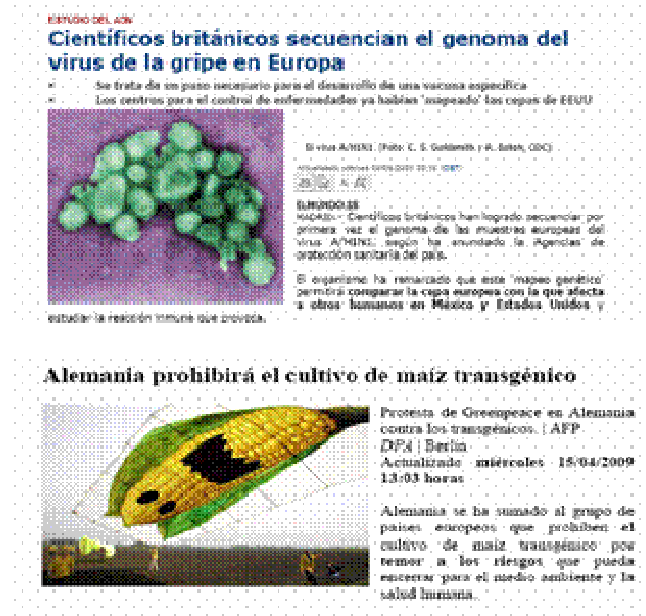 ESTUDIO DEL ADN
Científicos británicos secuencian el genoma del
virus de la gripe en Europa
• Se trata de un paso necesario para el desarrollo de una vacuna específica
• Los centros para el control de enfermedades ya habían 'mapeado' las cepas de EEUU
El virus A/H1N1. (Foto: C. S. Goldsmith y A. Balish, CDC)
ELMUNDO.ES
MADRID.- Científicos británicos han logrado secuenciar por
primera vez el genoma de las muestras europeas del
virus A/H1N1, según ha anunciado la Agencias de
protección sanitaria del país.
El organismo ha remarcado que este 'mapeo genético'
permitirá comparar la cepa europea con la que afecta
a otros humanos en México y Estados Unidos y
estudiar la reacción inmune que provoca.
Alemania prohibirá el cultivo de maíz transgénico
Protesta de Greenpeace en Alemania
contra los transgénicos. | AFP
DPA | Berlín
Actualizado miércoles 15/04/2009
13:03 horas
Alemania se ha sumado al grupo de
países europeos que prohíben el
cultivo de maíz transgénico por
temor a los riesgos que pueda
encerrar para el medio ambiente y la
salud humana.